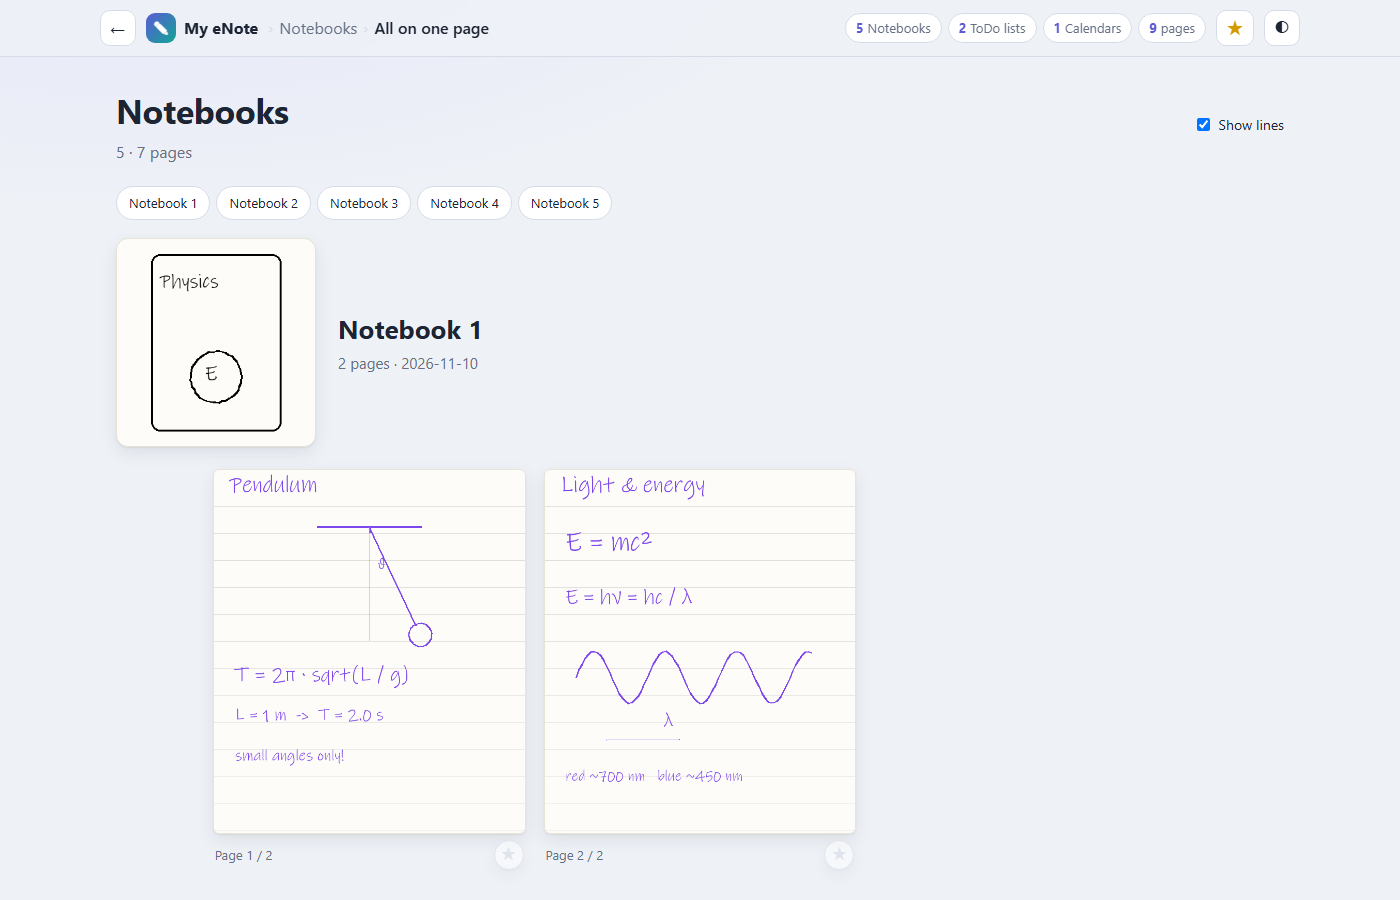 ← My eNote › Notebooks › All on one page
5 Notebooks 2 ToDo lists 1 Calendars 9 pages
Notebooks
Show lines
5 · 7 pages
Notebook 1 Notebook 2 Notebook 3 Notebook 4 Notebook 5
Physics
E
Notebook 1
2 pages · 2026-11-10
Pendulum
ϑ
T = 2π · sqrt(L / g)
L = 1 m -> T = 2.0 s
small angles only!
Page 1 / 2
Light & energy
E = mc²
E = hν = hc / λ
λ
red ~700 nm blue ~450 nm
Page 2 / 2